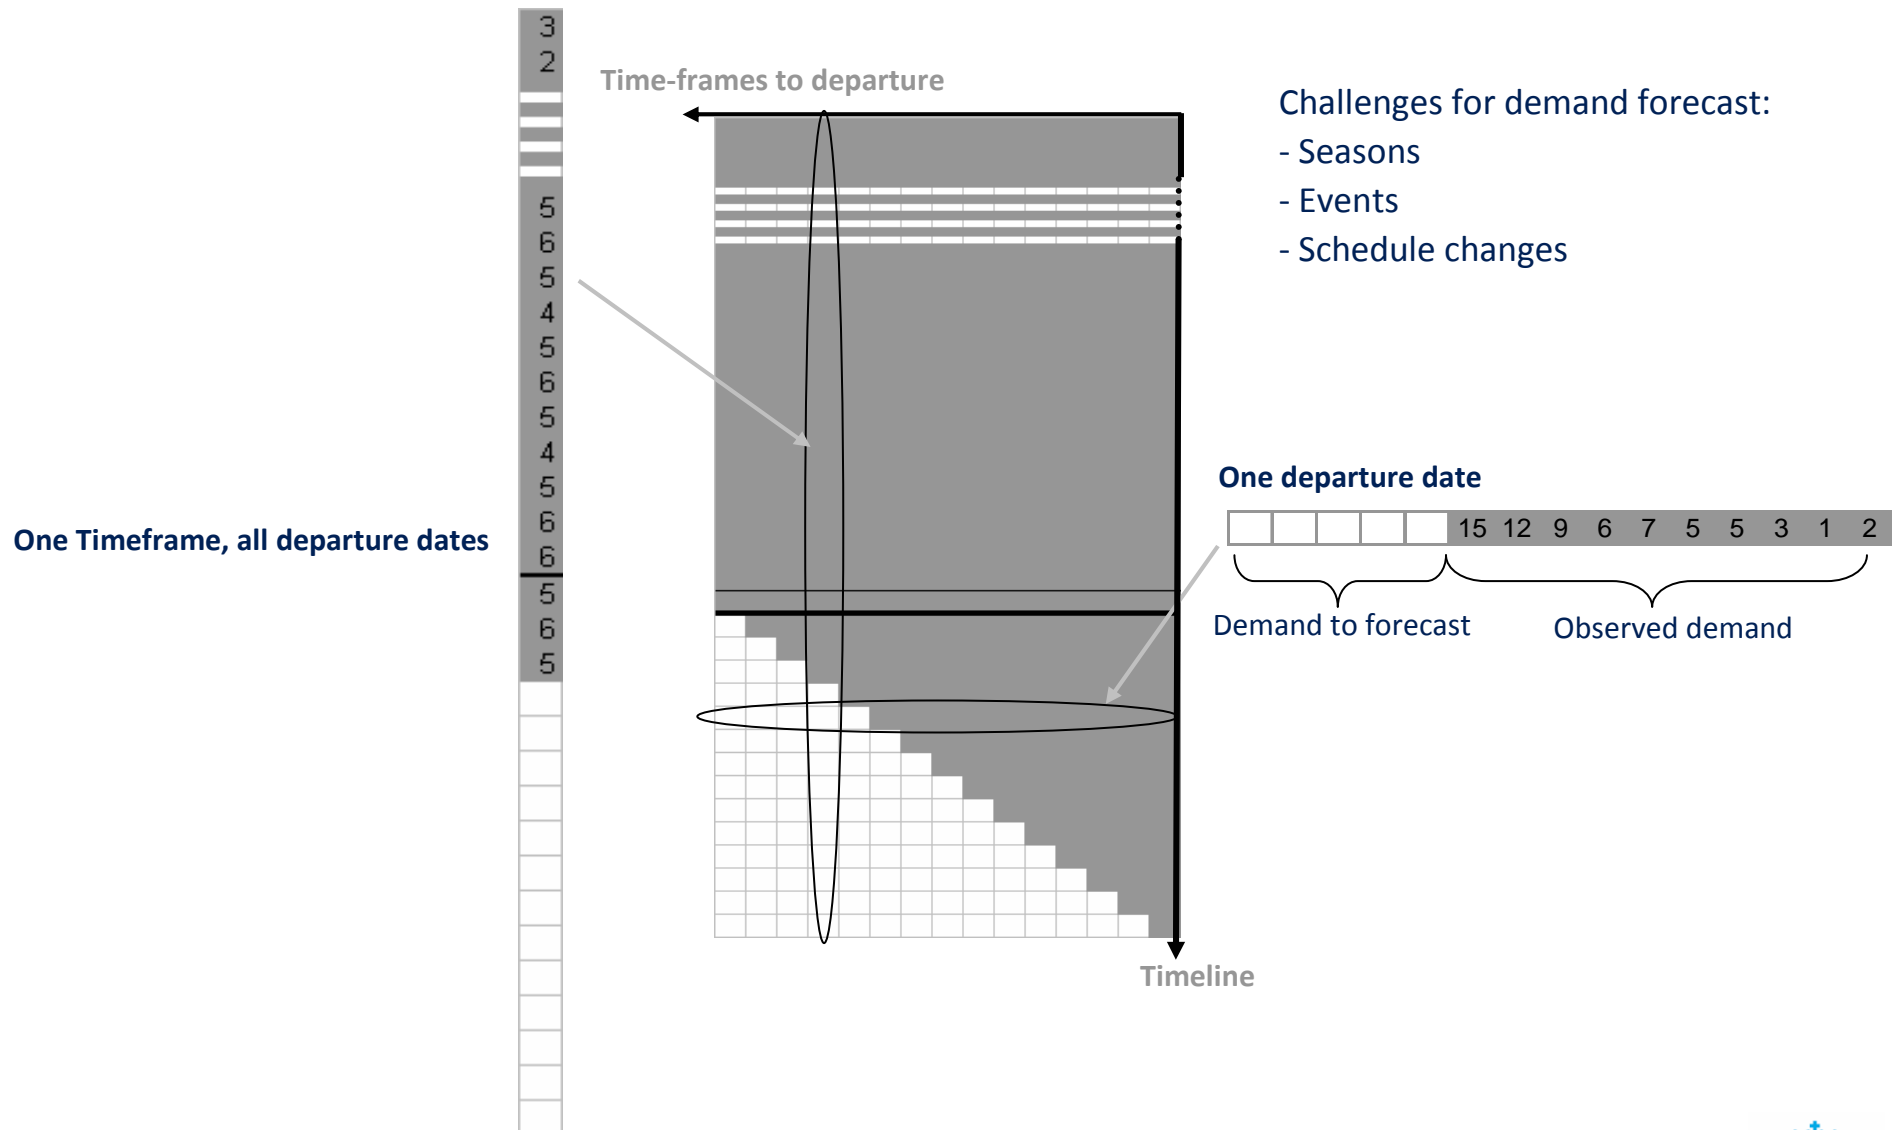 3
2
Time-frames to departure
Challenges for demand forecast:
- Seasons
- Events
- Schedule changes
5
6
5
4
5
6
5
4
5
6
6
5
6
5
One Timeframe, all departure dates
One departure date
15 12 9 6 7 5 5 3 1 2
Demand to forecast
Observed demand
Timeline